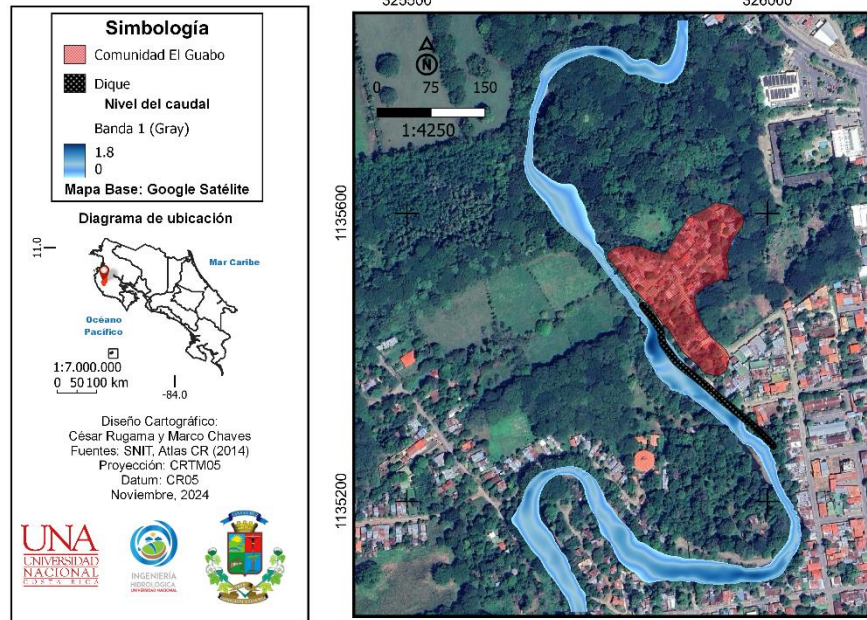 Simbología
Comunidad El Guabo
Dique
Nivel del caudal
Banda 1 (Gray)
1.8
0
Mapa Base: Google Satélite
Diagrama de ubicación
11.0
Mar Caribe
Océano
Pacífico
1:7.000.000
0 50 100 km
-84.0
Diseño Cartográfico:
César Rugama y Marco Chaves
Fuentes: SNIT, Atlas CR (2014)
Proyección: CRTM05
Datum: CR05
Noviembre, 2024
UNA
UNIVERSIDAD
NACIONAL
COSTA RICA
INGENIERÍA
HIDROLÓGICA
UNIVERSIDAD NACIONAL
325500
326000
N
0 75 150
1:4250
1135600
1135200